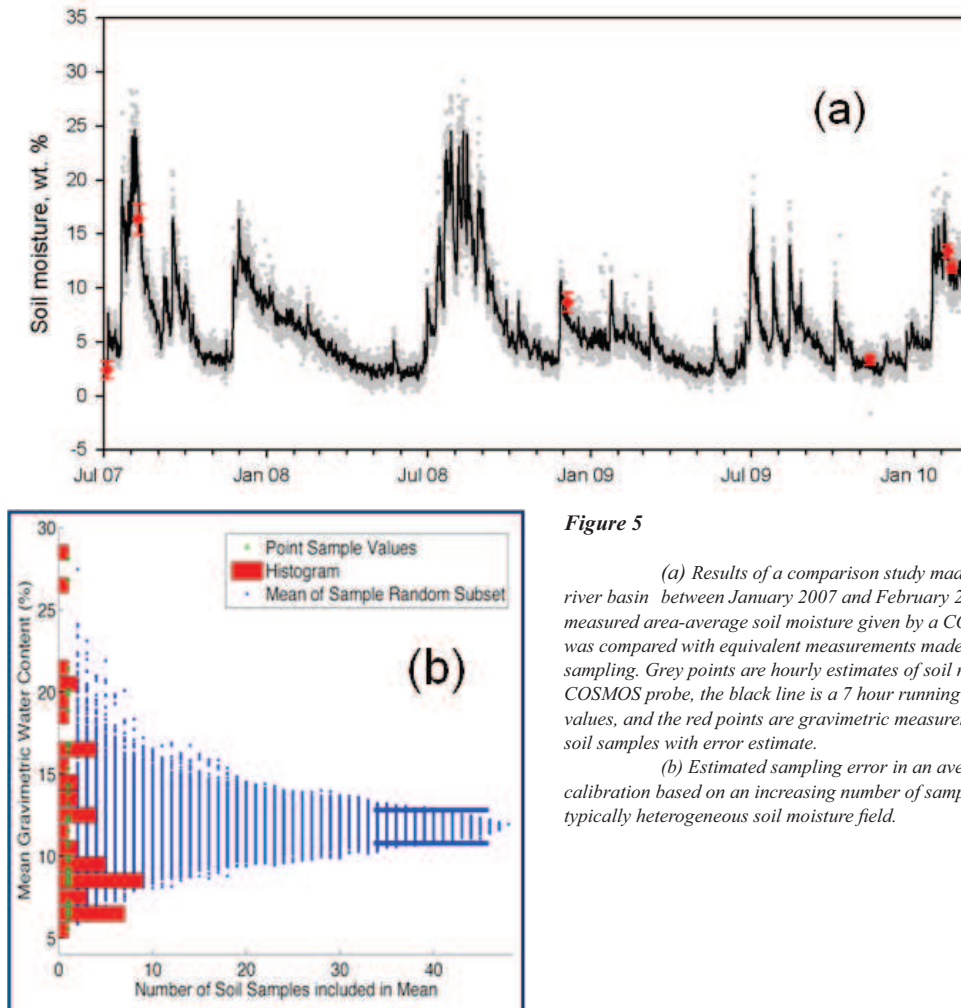 35
30
25
20
15
10
5
0
-5
Soil moisture, wt. %
(a)
Jul 07 Jan 08 Jul 08 Jan 09 Jul 09 Jan 10
30
25
20
15
10
5
Mean Gravimetric Water Content (%)
Point Sample Values
Histogram
Mean of Sample Random Subset
(b)
0 10 20 30 40
Number of Soil Samples included in Mean
Figure 5
(a) Results of a comparison study mad
river basin between January 2007 and February 2
measured area-average soil moisture given by a CO
was compared with equivalent measurements made
sampling. Grey points are hourly estimates of soil
COSMOS probe, the black line is a 7 hour running
values, and the red points are gravimetric measure
soil samples with error estimate.
(b) Estimated sampling error in an ave
calibration based on an increasing number of samp
typically heterogeneous soil moisture field.